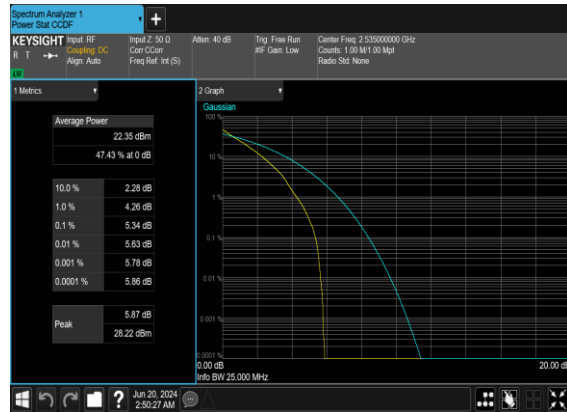 Spectrum Analyzer 1
Power Stat CCDF
KEYSIGHT
R T
LV
Input: RF
Coupling: DC
Align: Auto
Input Z: 50 Ω
Corr CCorr
Freq Ref: Int (S)
Atten: 40 dB
Trig: Free Run
#IF Gain: Low
Center Freq: 2.535000000 GHz
Counts: 1.00 M/1.00 Mpt
Radio Std: None
1 Metrics
Average Power
22.35 dBm
47.43 % at 0 dB
10.0 % 2.28 dB
1.0 % 4.26 dB
0.1 % 5.34 dB
0.01 % 5.63 dB
0.001 % 5.78 dB
0.0001 % 5.86 dB
Peak
5.87 dB
28.22 dBm
2 Graph
Gaussian
100 %
10 %
1 %
0.1 %
0.01 %
0.001 %
0.0001 %
0.00 dB
20.00 dB
Info BW 25.000 MHz
Jun 20, 2024
2:50:27 AM